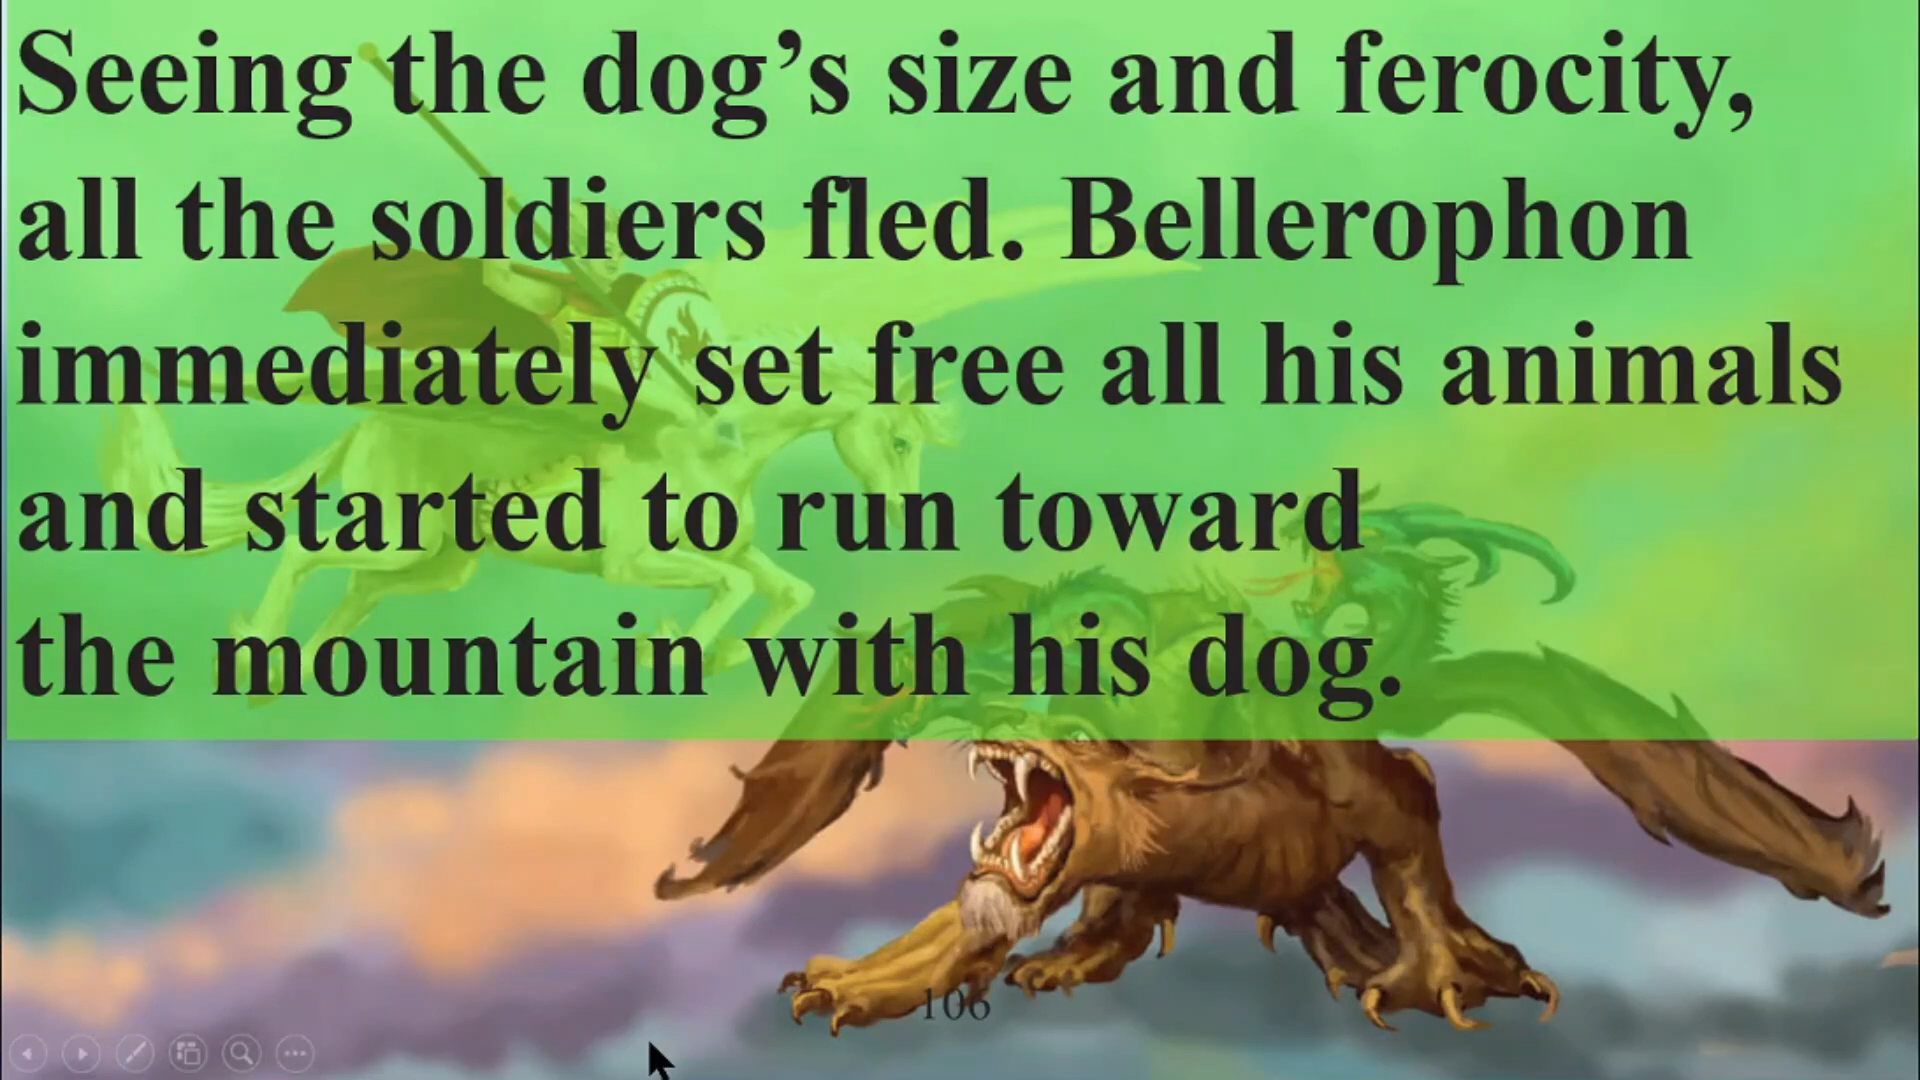 Seeing the dog’s size and ferocity,
all the soldiers fled. Bellerophon
immediately set free all his animals
and started to run toward
the mountain with his dog.
106